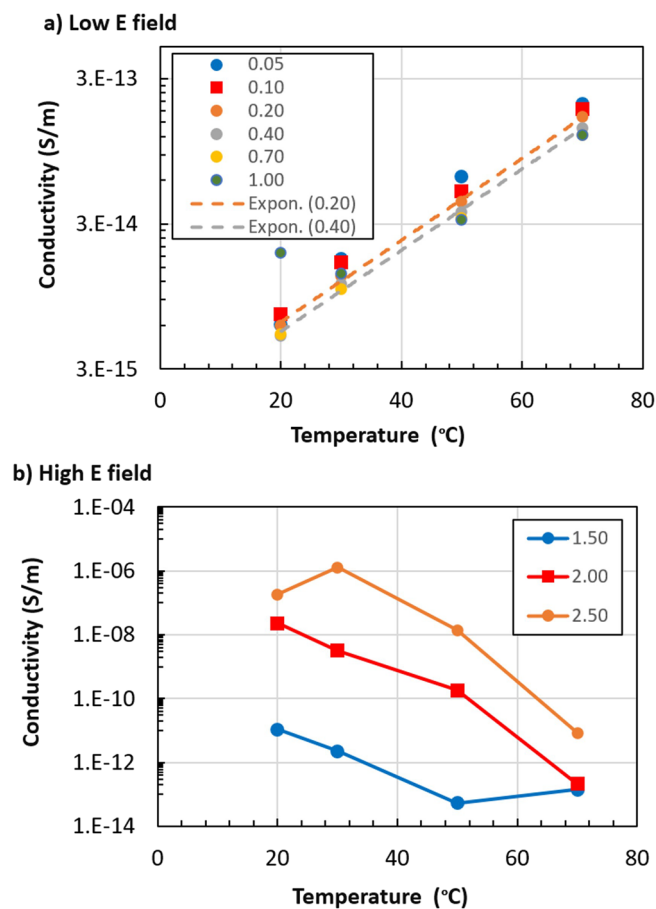 a) Low E field
Conductivity (S/m)
3.E-13
3.E-14
3.E-15
0.05
0.10
0.20
0.40
0.70
1.00
Expon. (0.20)
Expon. (0.40)
0 20 40 60 80
Temperature (°C)
b) High E field
Conductivity (S/m)
1.E-04
1.E-06
1.E-08
1.E-10
1.E-12
1.E-14
1.50
2.00
2.50
0 20 40 60 80
Temperature (°C)